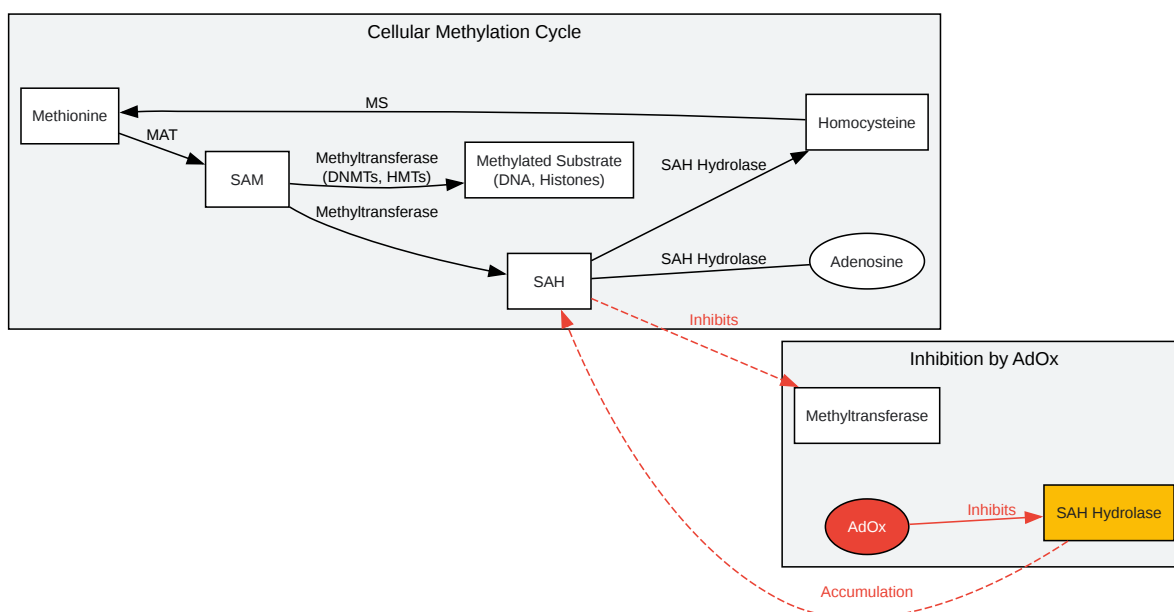 Cellular Methylation Cycle
Methionine
MS
Homocysteine
MAT
SAM
Methyltransferase
(DNMTs, HMTs)
Methylated Substrate
(DNA, Histones)
SAH Hydrolase
Methyltransferase
SAH
SAH Hydrolase
Adenosine
Inhibits
Inhibition by AdOx
Methyltransferase
AdOx
Inhibits
SAH Hydrolase
Accumulation